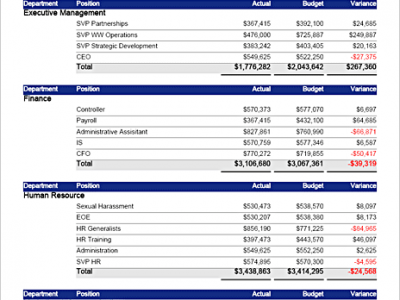 Department Position Actual Budget Variance
Executive Management
SVP Partnerships $367,415 $392,100 $24,685
SVP WW Operations $476,000 $725,887 $249,887
SVP Strategic Development $383,242 $403,405 $20,163
CEO $549,625 $522,250 -$27,375
Total $1,776,282 $2,043,642 $267,360
Department Position Actual Budget Variance
Finance
Controller $570,373 $577,070 $6,697
Payroll $367,415 $432,100 $64,685
Administrative Assisitant $827,861 $760,990 -$66,871
IS $570,759 $577,346 $6,587
CFO $770,272 $719,855 -$50,417
Total $3,106,680 $3,067,361 -$39,319
Department Position Actual Budget Variance
Human Resource
Sexual Harassment $530,473 $538,570 $8,097
EOE $530,207 $538,380 $8,173
HR Generalists $856,190 $771,225 -$84,965
HR Training $397,473 $443,570 $46,097
Administration $549,625 $552,250 $2,625
SVP HR $574,895 $570,300 -$4,595
Total $3,438,863 $3,414,295 -$24,568
Department Position Actual Budget Variance